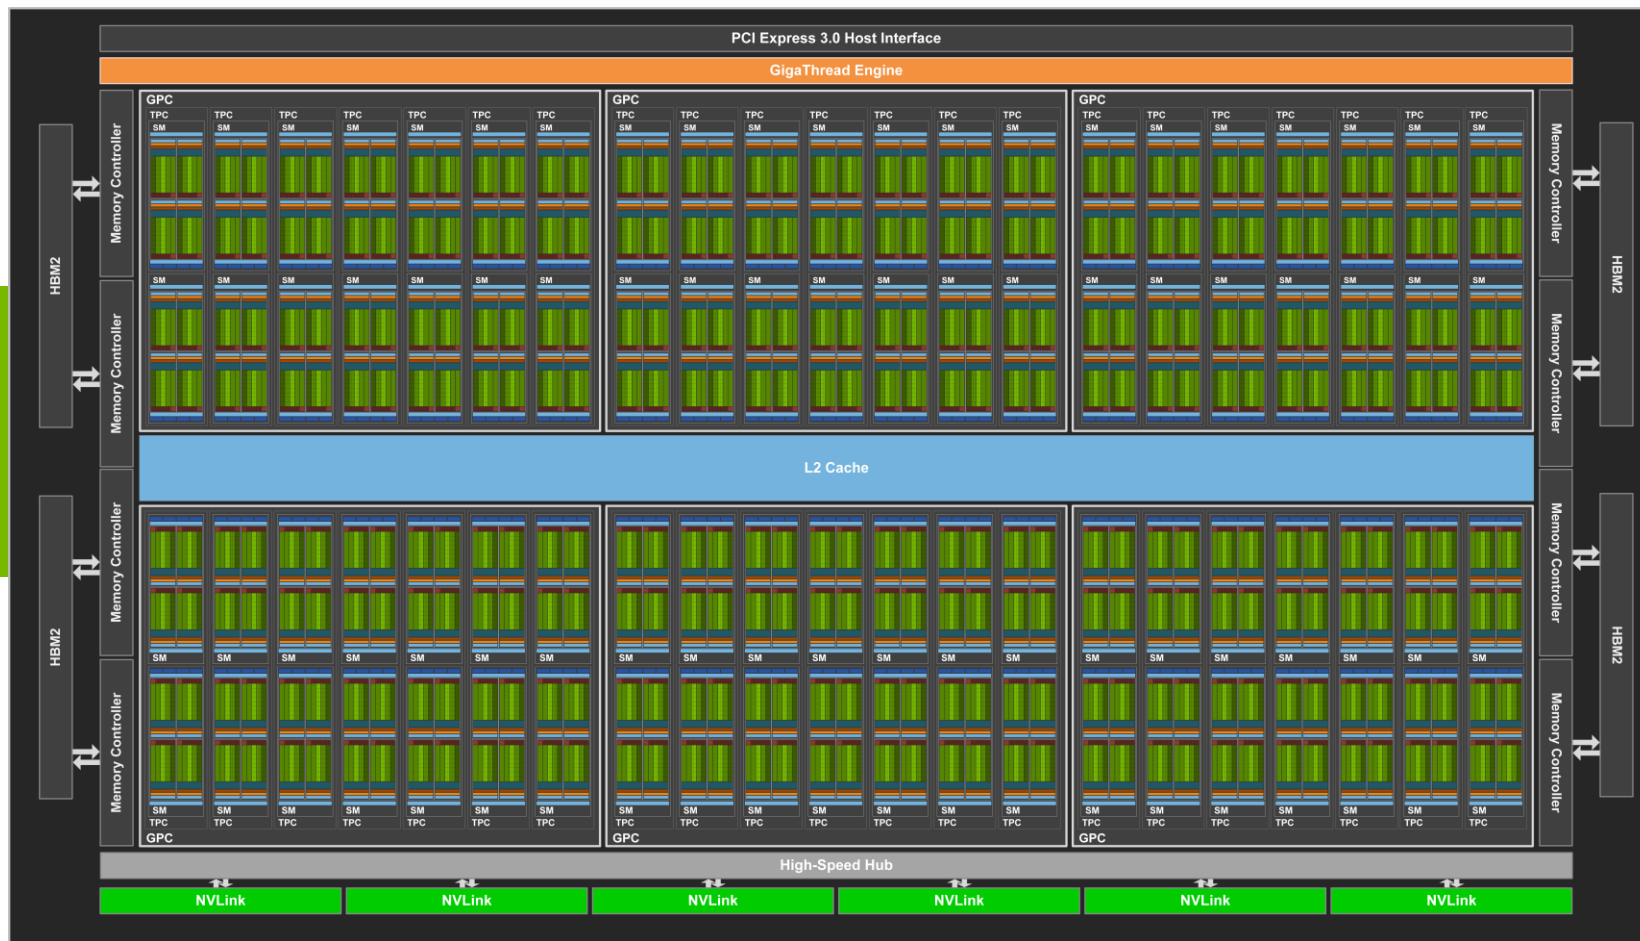 PCI Express 3.0 Host Interface
GigaThread Engine
GPC GPC GPC
TPC TPC TPC TPC TPC TPC TPC TPC TPC TPC TPC TPC TPC TPC TPC TPC TPC TPC TPC TPC TPC
SM SM SM SM SM SM SM SM SM SM SM SM SM SM SM SM SM SM SM SM SM
Memory Controller
Memory Controller
HBM2
HBM2
SM SM SM SM SM SM SM SM SM SM SM SM SM SM SM SM SM SM SM SM SM
Memory Controller
Memory Controller
L2 Cache
Memory Controller
Memory Controller
HBM2
HBM2
SM SM SM SM SM SM SM SM SM SM SM SM SM SM SM SM SM SM SM SM SM
Memory Controller
Memory Controller
SM SM SM SM SM SM SM SM SM SM SM SM SM SM SM SM SM SM SM SM SM
TPC TPC TPC TPC TPC TPC TPC TPC TPC TPC TPC TPC TPC TPC TPC TPC TPC TPC TPC TPC TPC
GPC GPC GPC
High-Speed Hub
NVLink NVLink NVLink NVLink NVLink NVLink